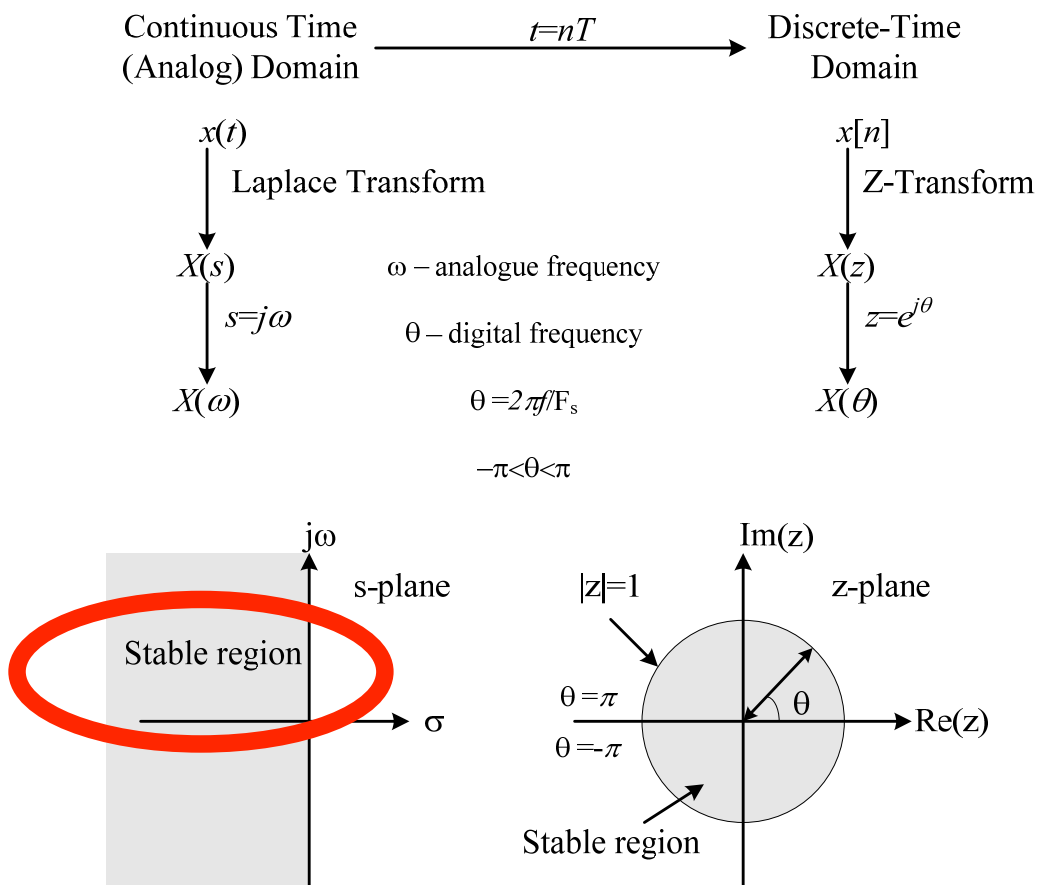 Continuous Time
(Analog) Domain
t=nT
Discrete-Time
Domain
x(t)
x[n]
Laplace Transform
Z-Transform
X(s)
ω – analogue frequency
X(z)
s=jω
θ – digital frequency
z=e^{jθ}
X(ω)
θ =2πf/F_s
X(θ)
–π<θ<π
jω
s-plane
Stable region
σ
Im(z)
|z|=1
z-plane
θ =π
θ
Re(z)
θ =-π
Stable region